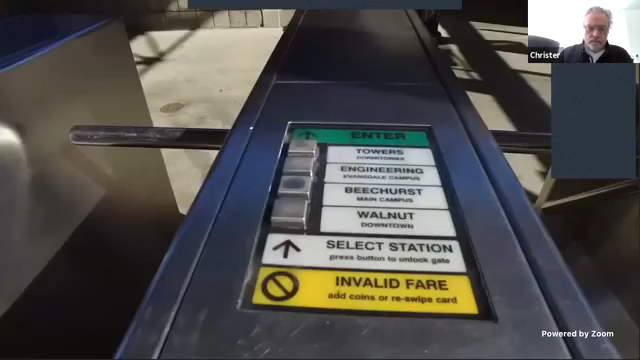 Christer
ENTER
TOWERS
DORMITORIES
ENGINEERING
EVANSDALE CAMPUS
BEECHURST
MAIN CAMPUS
WALNUT
DOWNTOWN
SELECT STATION
press button to unlock gate
INVALID FARE
add coins or re-swipe card
Powered by Zoom